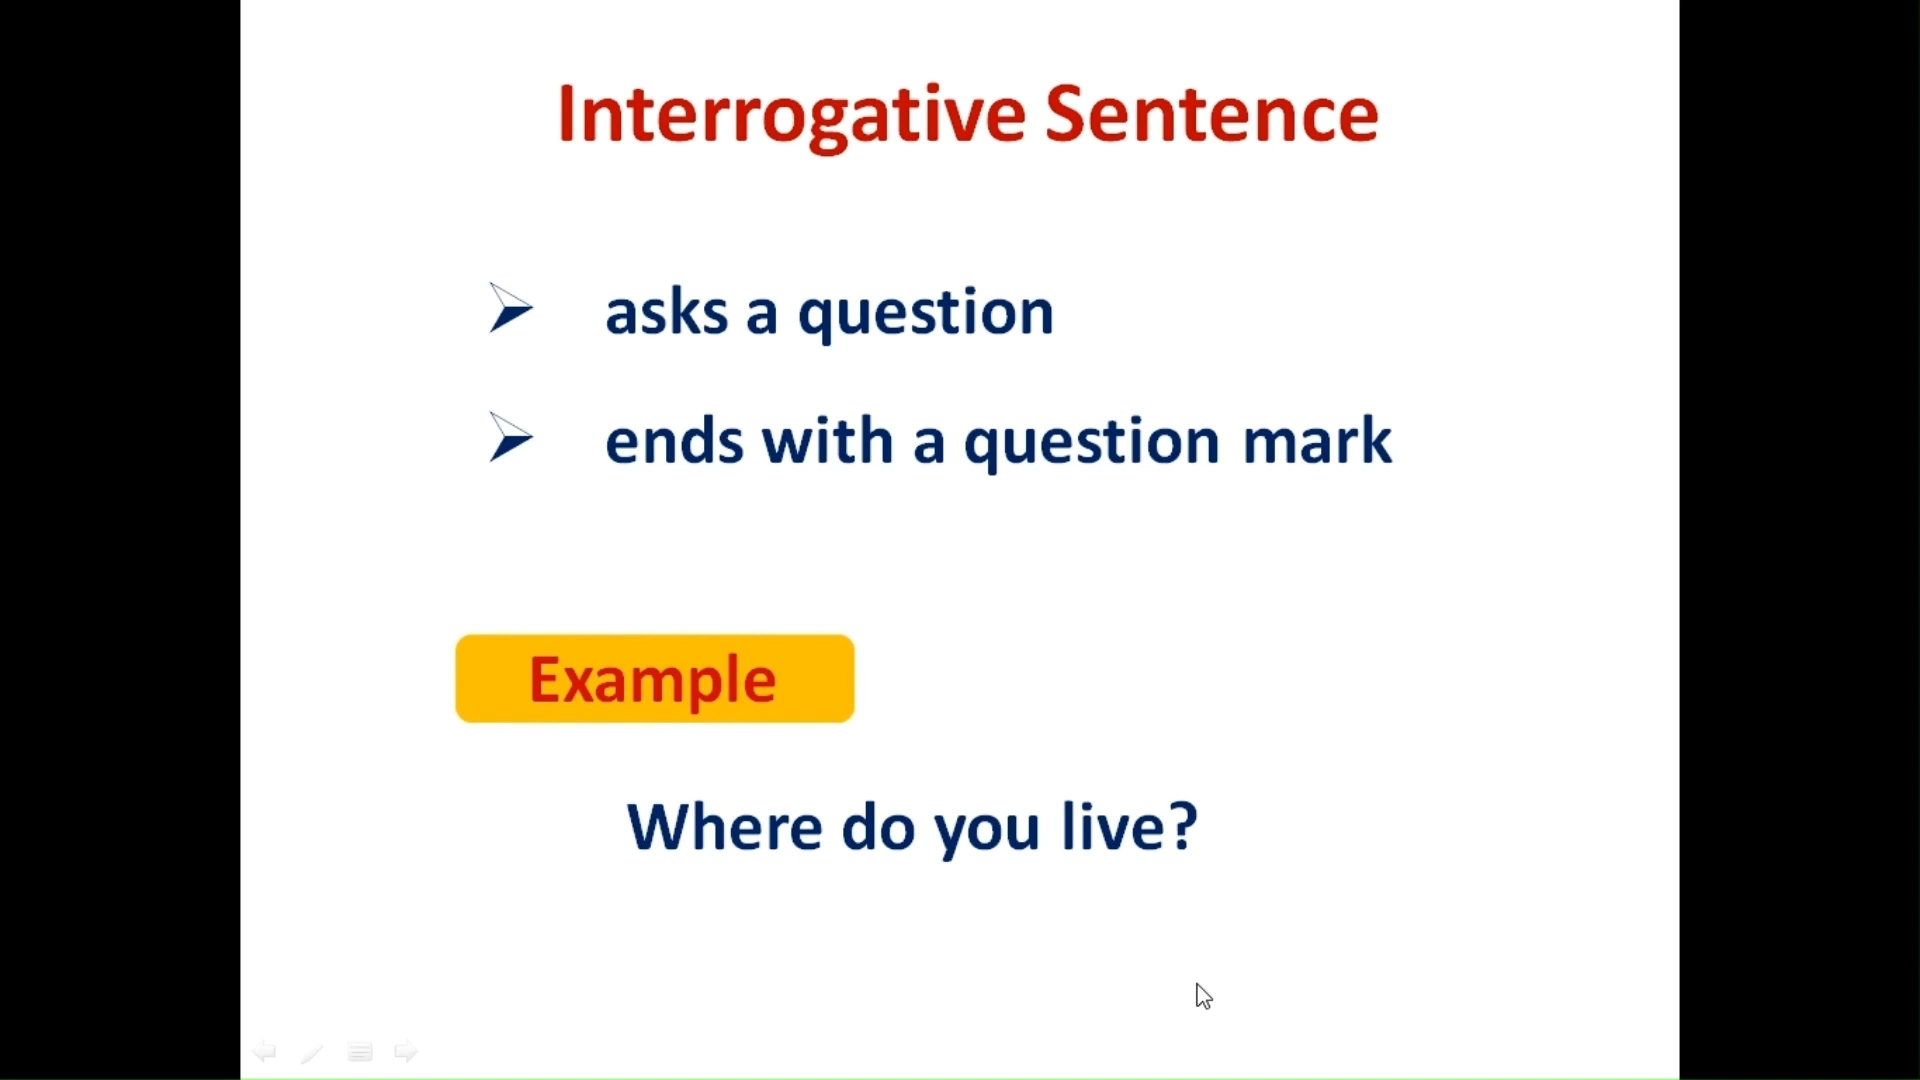 Interrogative Sentence
asks a question
ends with a question mark
Example
Where do you live?